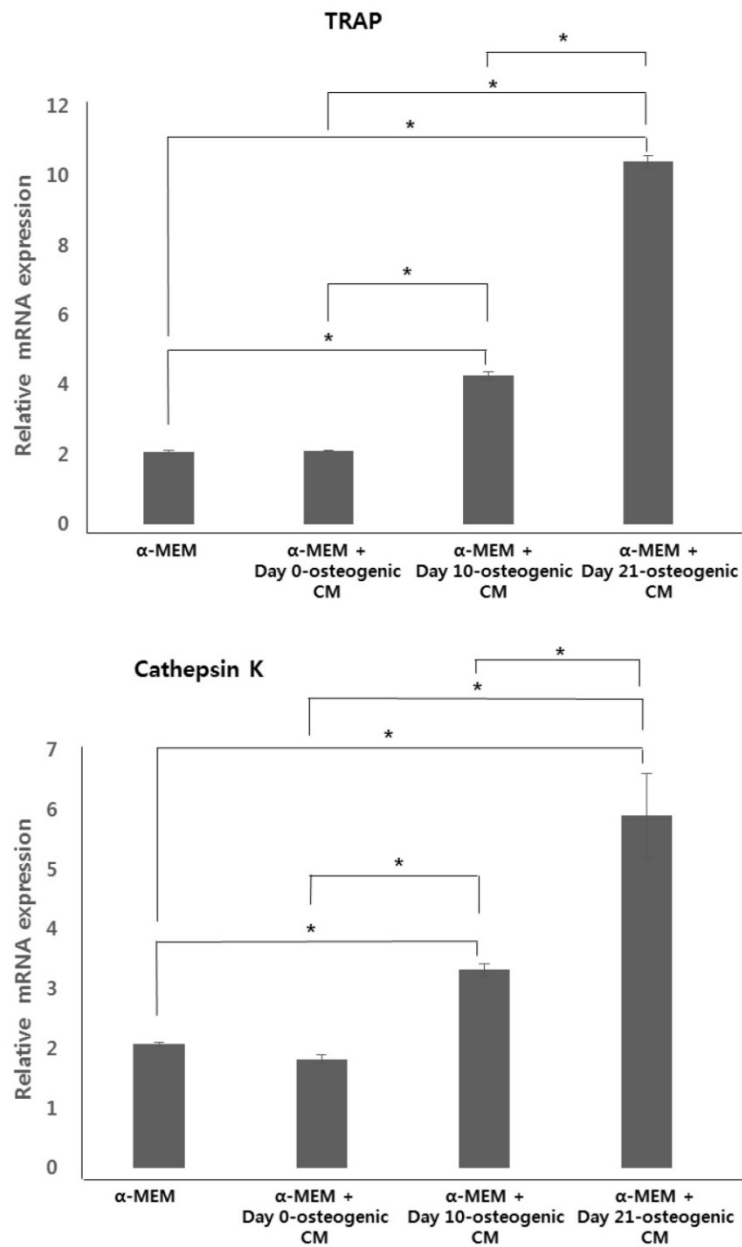 TRAP
*
*
*
*
*
Relative mRNA expression
12
10
8
6
4
2
0
α-MEM
α-MEM +
Day 0-osteogenic
CM
α-MEM +
Day 10-osteogenic
CM
α-MEM +
Day 21-osteogenic
CM
Cathepsin K
*
*
*
*
*
Relative mRNA expression
7
6
5
4
3
2
1
0
α-MEM
α-MEM +
Day 0-osteogenic
CM
α-MEM +
Day 10-osteogenic
CM
α-MEM +
Day 21-osteogenic
CM